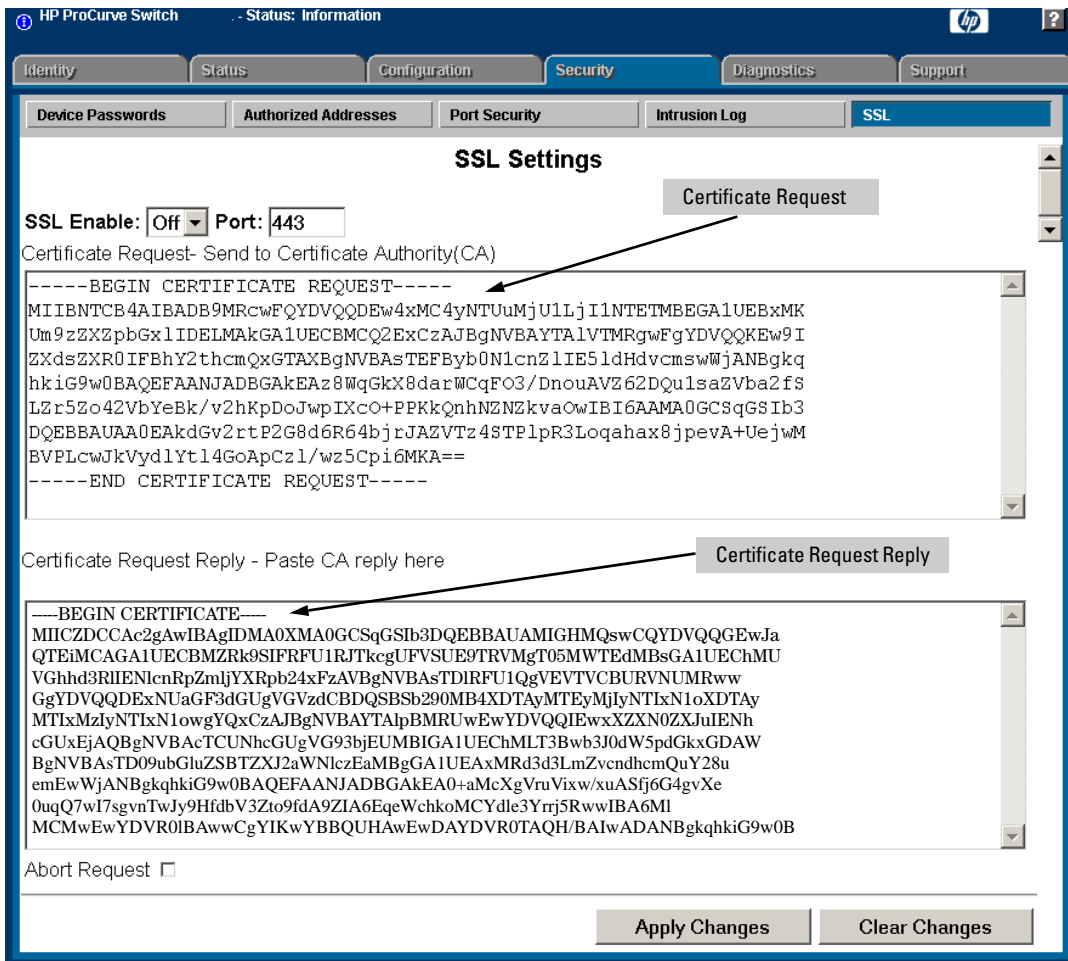 HP ProCurve Switch . - Status: Information
hp
?
Identity
Status
Configuration
Security
Diagnostics
Support
Device Passwords
Authorized Addresses
Port Security
Intrusion Log
SSL
SSL Settings
Certificate Request
SSL Enable: Off Port: 443
Certificate Request- Send to Certificate Authority(CA)
-----BEGIN CERTIFICATE REQUEST-----
MIIBNTCB4AIBADB9MRcwFQYDVQQDEw4xMC4yNTUuMjU1LjI1NTETMBEGA1UEBxMK
Um9zZXZpbGxlIDELMAkGA1UECBMCQ2ExCzAJBgNVBAYTAlVTMRgwFgYDVQQKEw9I
ZXdsZXR0IFBhY2thcmQxGTAXBgNVBAsTEFByb0N1cnZlIE5ldHdvcmswWjANBgkq
hkiG9w0BAQEFAANJADBGAkEAz8WqGkX8darWCqFO3/DnouAVZ62DQu1saZVba2fS
LZr5Zo42VbYeBk/v2hKpDoJwpIXcO+PPKkQnhNZNZkvaOwIBI6AAMA0GCSqGSIb3
DQEBBAUAA0EAkdGv2rtP2G8d6R64bjrJAZVTz4STPlpR3Loqahax8jpevA+UejwM
BVPLcwJkVydlYtl4GoApCzl/wz5Cpi6MKA==
-----END CERTIFICATE REQUEST-----
Certificate Request Reply - Paste CA reply here
Certificate Request Reply
-----BEGIN CERTIFICATE-----
MIICZDCCAc2gAwIBAgIDMA0XMA0GCSqGSIb3DQEBBAUAMIGHMQswCQYDVQQGEwJa
QTEiMCAGA1UECBMZRk9SIFRFU1RJTkcgUFVSUE9TRVMgT05MWTEdMBsGA1UEChMU
VGhhd3RlIENlcnRpZmljYXRpb24xFzAVBgNVBAsTDlRFU1QgVEVTVCBURVNUMRww
GgYDVQQDExNUaGF3dGUgVGVzdCBDQSBSb290MB4XDTAyMTEyMjIyNTIxN1oXDTAy
MTIxMzIyNTIxN1owgYQxCzAJBgNVBAYTAlpBMRUwEwYDVQQIEwxXZXN0ZXJuIENh
cGUxEjAQBgNVBAcTCUNhcGUgVG93bjEUMBIGA1UEChMLT3Bwb3J0dW5pdGkxGDAW
BgNVBAsTD09ubGluZSBTZXJ2aWNlczEaMBgGA1UEAxMRd3d3LmZvcndhcmQuY28u
emEwWjANBgkqhkiG9w0BAQEFAANJADBGAkEA0+aMcXgVruVixw/xuASfj6G4gvXe
0uqQ7wI7sgvnTwJy9HfdbV3Zto9fdA9ZIA6EqeWchkoMCYdle3Yrrj5RwwIBA6Ml
MCMwEwYDVR0lBAwwCgYIKwYBBQUHAwEwDAYDVR0TAQH/BAIwADANBgkqhkiG9w0B
Abort Request
Apply Changes
Clear Changes